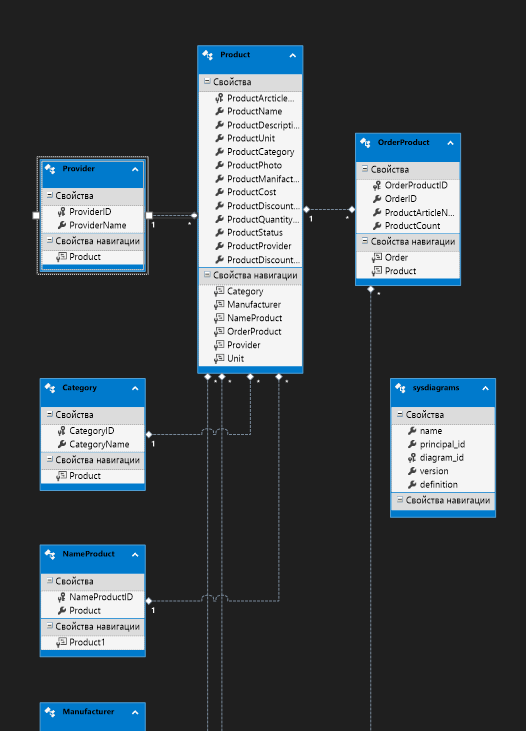 Product
Свойства
ProductArcticle...
ProductName
ProductDescripti...
ProductUnit
ProductCategory
ProductPhoto
ProductManifact...
ProductCost
ProductDiscount...
ProductQuantity...
ProductStatus
ProductProvider
ProductDiscount...
Свойства навигации
Category
Manufacturer
NameProduct
OrderProduct
Provider
Unit
OrderProduct
Свойства
OrderProductID
OrderID
ProductArticleN...
ProductCount
Свойства навигации
Order
Product
Provider
Свойства
ProviderID
ProviderName
Свойства навигации
Product
1
*
1
*
*
* * * *
Category
Свойства
CategoryID
CategoryName
Свойства навигации
Product
1
sysdiagrams
Свойства
name
principal_id
diagram_id
version
definition
Свойства навигации
NameProduct
Свойства
NameProductID
Product
Свойства навигации
Product1
1
Manufacturer